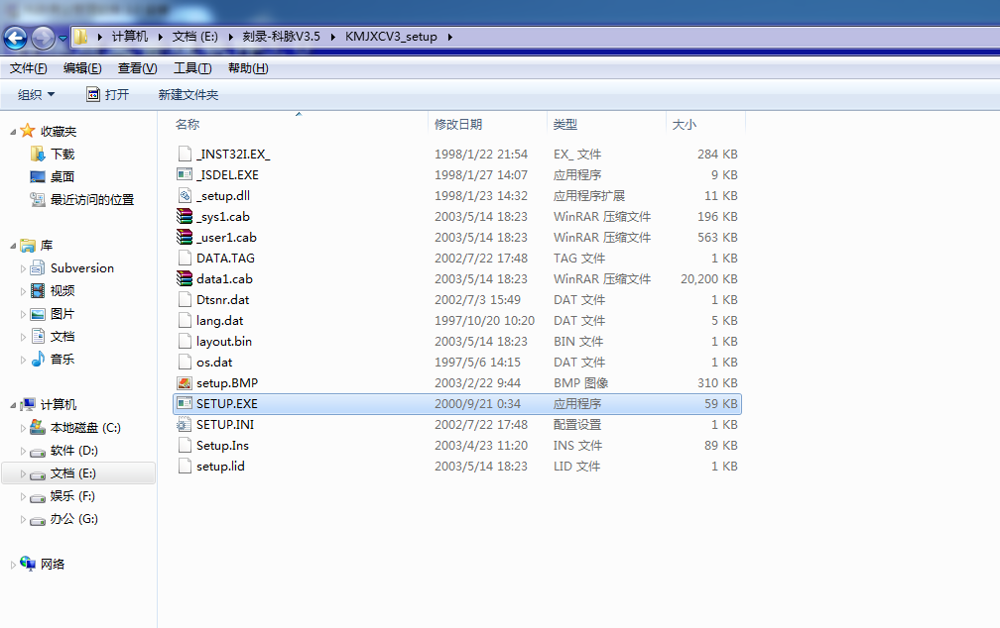 计算机 文档 (E:) 刻录-科脉V3.5 KMJXCV3_setup
文件(F) 编辑(E) 查看(V) 工具(T) 帮助(H)
组织 打开 新建文件夹
收藏夹
下载
桌面
最近访问的位置
库
Subversion
视频
图片
文档
音乐
计算机
本地磁盘 (C:)
软件 (D:)
文档 (E:)
娱乐 (F:)
办公 (G:)
网络
名称 修改日期 类型 大小
_INST32I.EX_ 1998/1/22 21:54 EX_ 文件 284 KB
_ISDEL.EXE 1998/1/27 14:07 应用程序 9 KB
_setup.dll 1998/1/23 14:32 应用程序扩展 11 KB
_sys1.cab 2003/5/14 18:23 WinRAR 压缩文件 196 KB
_user1.cab 2003/5/14 18:23 WinRAR 压缩文件 563 KB
DATA.TAG 2002/7/22 17:48 TAG 文件 1 KB
data1.cab 2003/5/14 18:23 WinRAR 压缩文件 20,200 KB
Dtsnr.dat 2002/7/3 15:49 DAT 文件 1 KB
lang.dat 1997/10/20 10:20 DAT 文件 5 KB
layout.bin 2003/5/14 18:23 BIN 文件 1 KB
os.dat 1997/5/6 14:15 DAT 文件 1 KB
setup.BMP 2003/2/22 9:44 BMP 图像 310 KB
SETUP.EXE 2000/9/21 0:34 应用程序 59 KB
SETUP.INI 2002/7/22 17:48 配置设置 1 KB
Setup.Ins 2003/4/23 11:20 INS 文件 89 KB
setup.lid 2003/5/14 18:23 LID 文件 1 KB